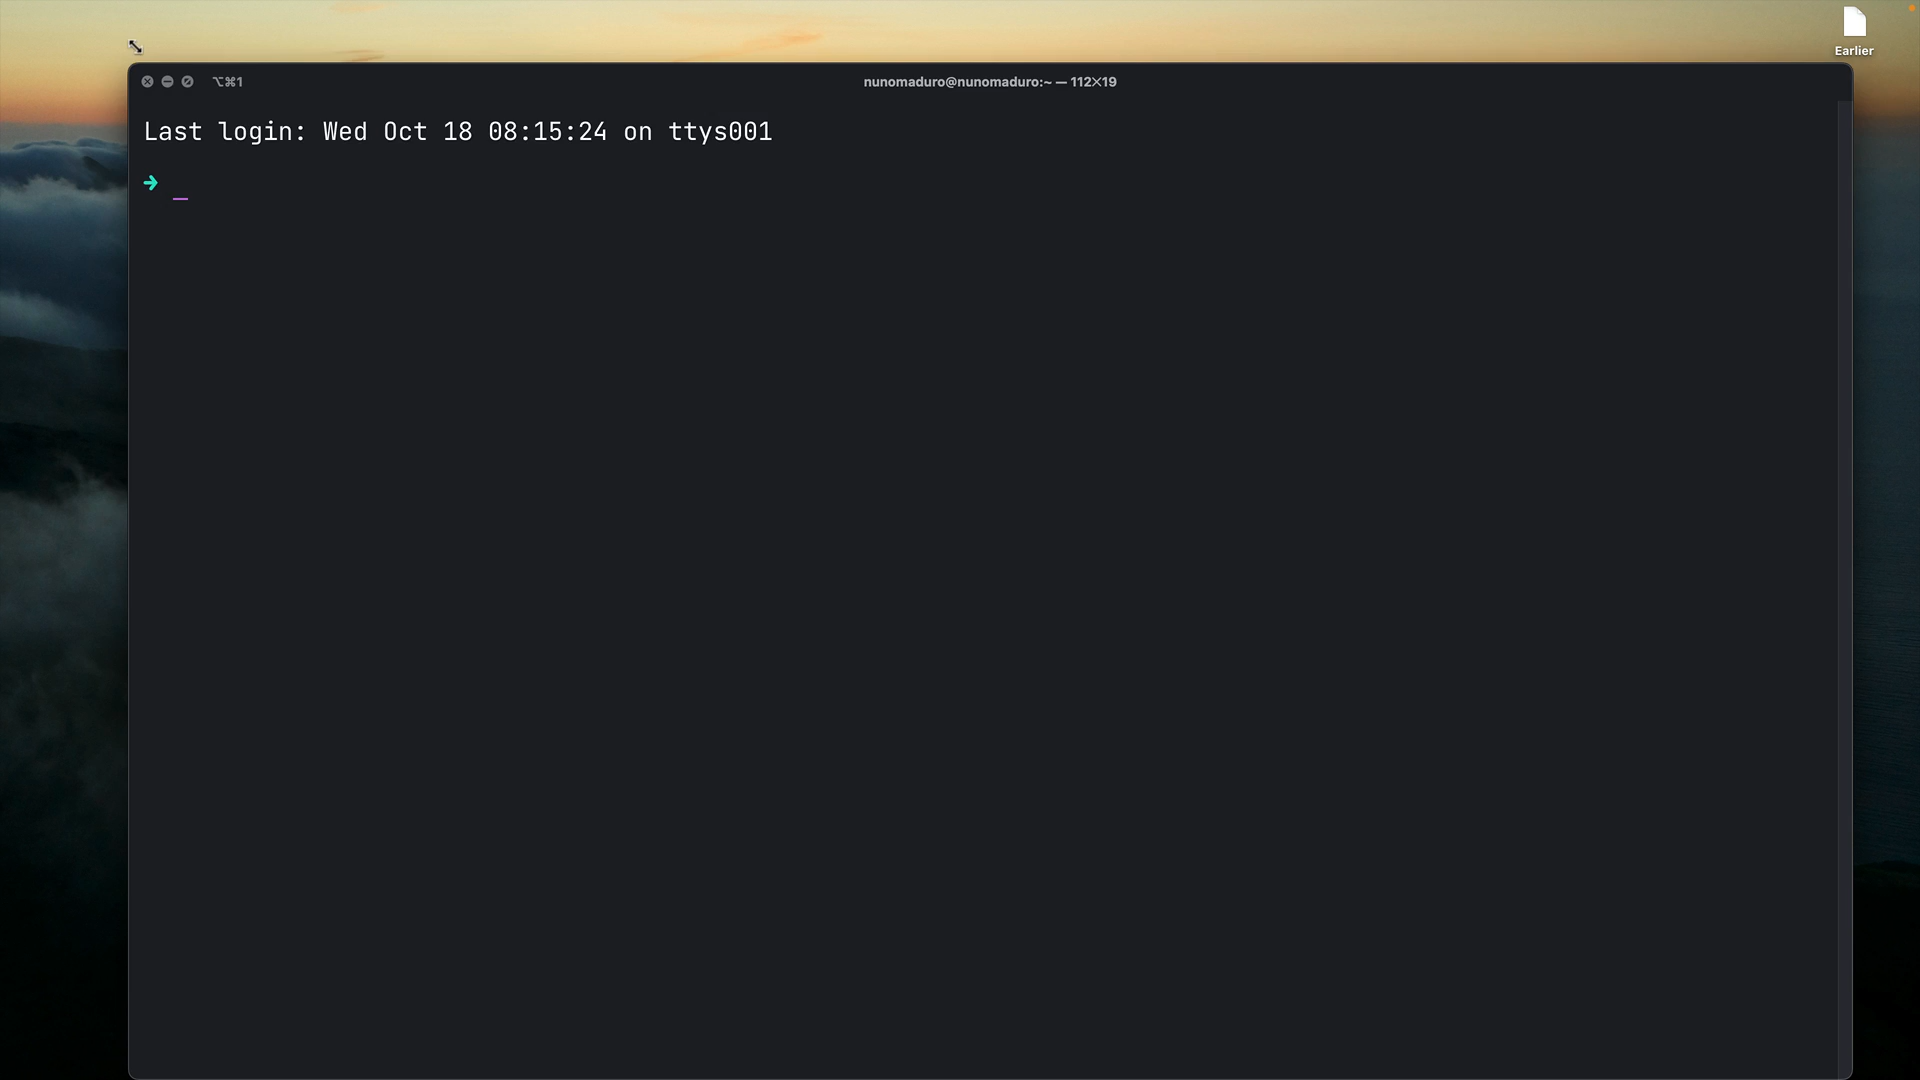 Earlier
⌥⌘1
nunomaduro@nunomaduro:~ — 112×19
Last login: Wed Oct 18 08:15:24 on ttys001
➜ _